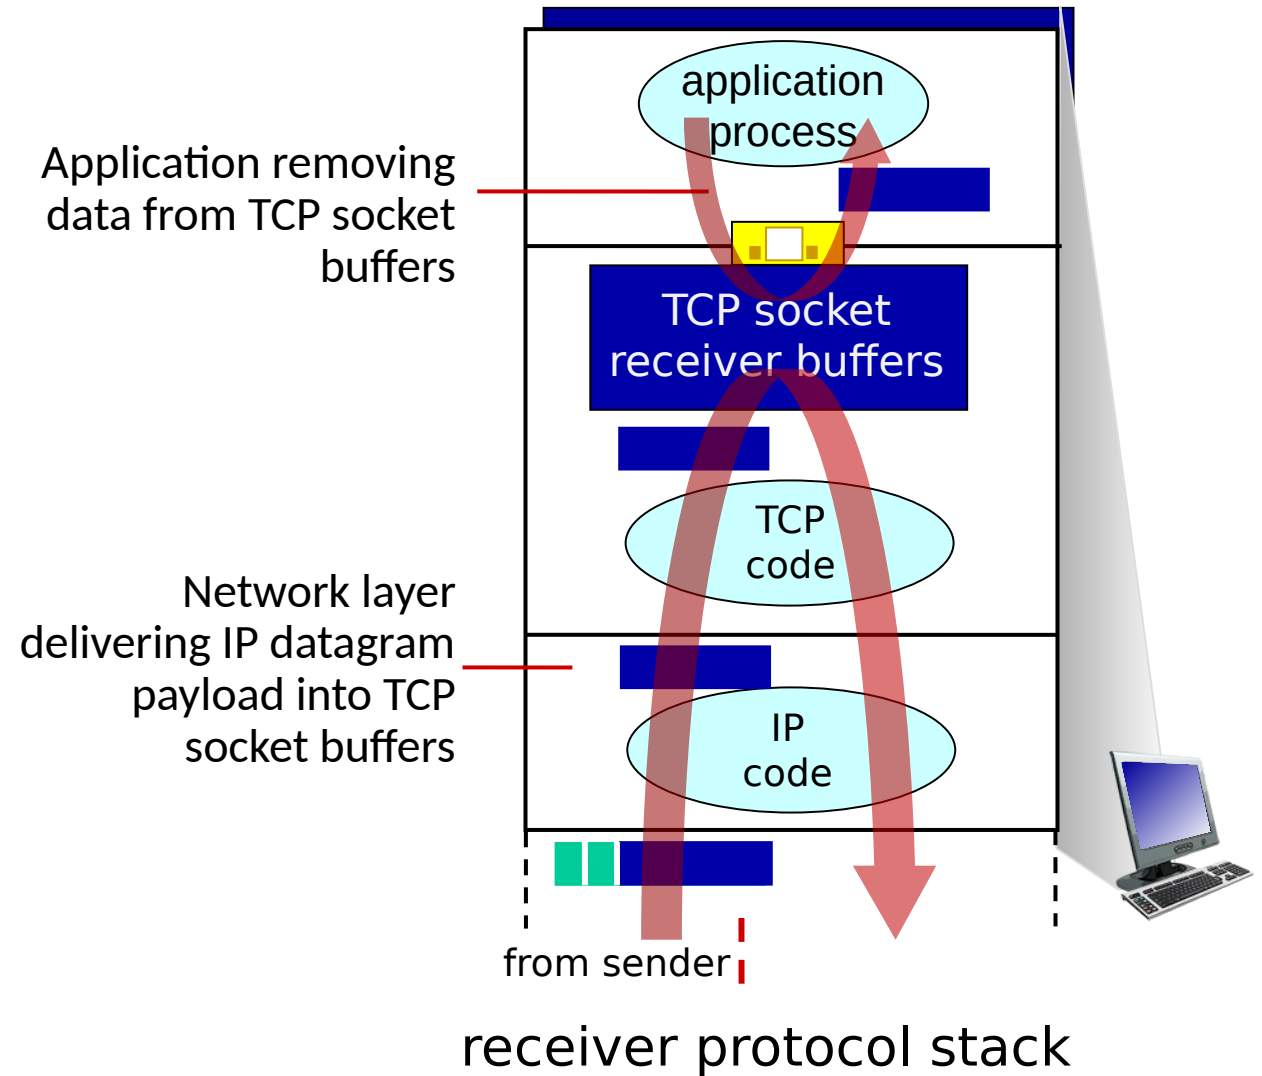 application
process
Application removing
data from TCP socket
buffers
TCP socket
receiver buffers
TCP
code
Network layer
delivering IP datagram
payload into TCP
socket buffers
IP
code
from sender
receiver protocol stack